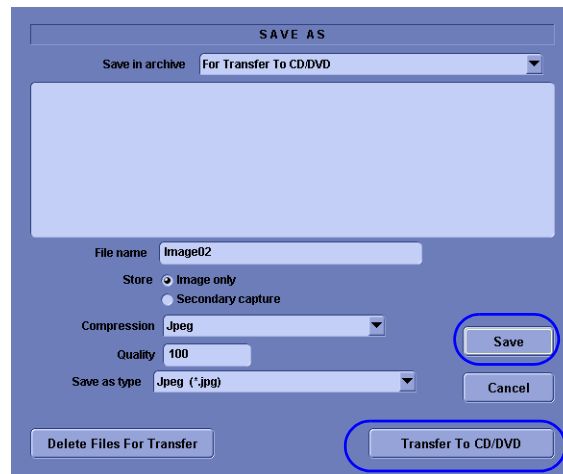 SAVE AS
Save in archive For Transfer To CD/DVD
File name Image02
Store Image only
Secondary capture
Compression Jpeg
Quality 100
Save as type Jpeg (*.jpg)
Save
Cancel
Delete Files For Transfer Transfer To CD/DVD